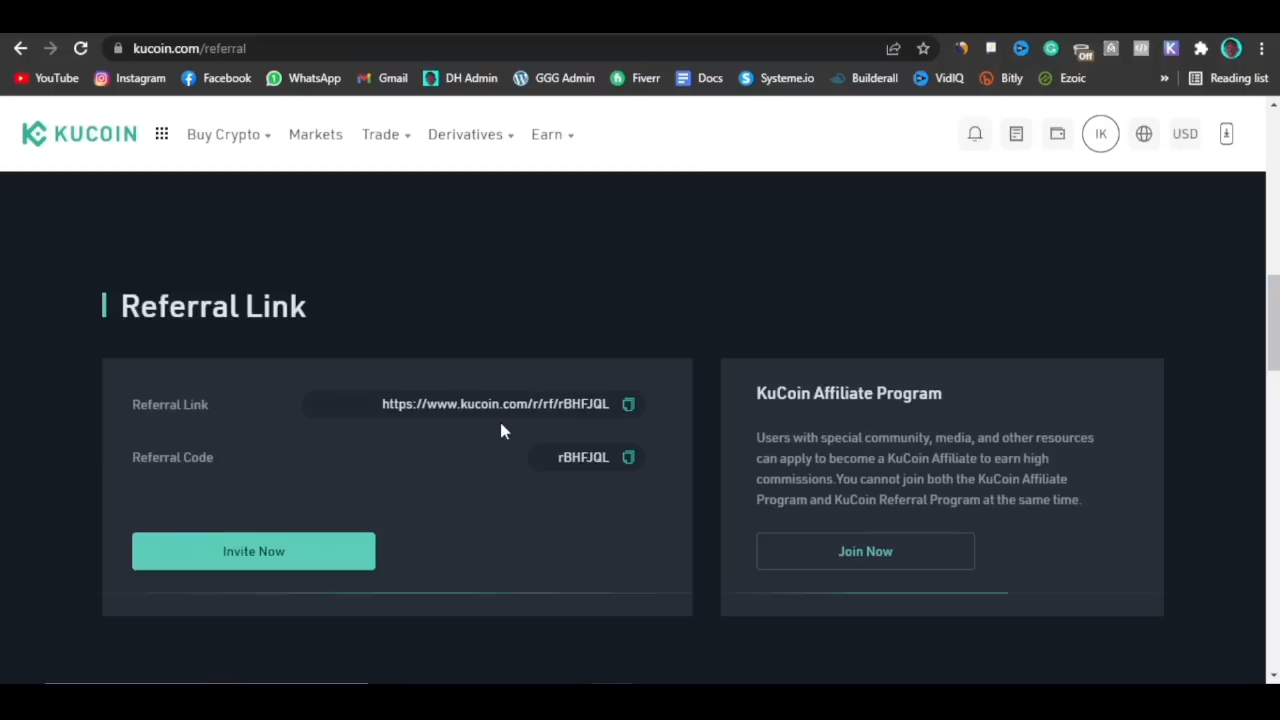 kucoin.com/referral
Off
YouTube Instagram Facebook WhatsApp Gmail DH Admin GGG Admin Fiverr Docs Systeme.io Builderall VidIQ Bitly Ezoic » Reading list
KUCOIN Buy Crypto Markets Trade Derivatives Earn IK USD
Referral Link
Referral Link https://www.kucoin.com/r/rf/rBHFJQL
Referral Code rBHFJQL
Invite Now
KuCoin Affiliate Program
Users with special community, media, and other resources
can apply to become a KuCoin Affiliate to earn high
commissions.You cannot join both the KuCoin Affiliate
Program and KuCoin Referral Program at the same time.
Join Now